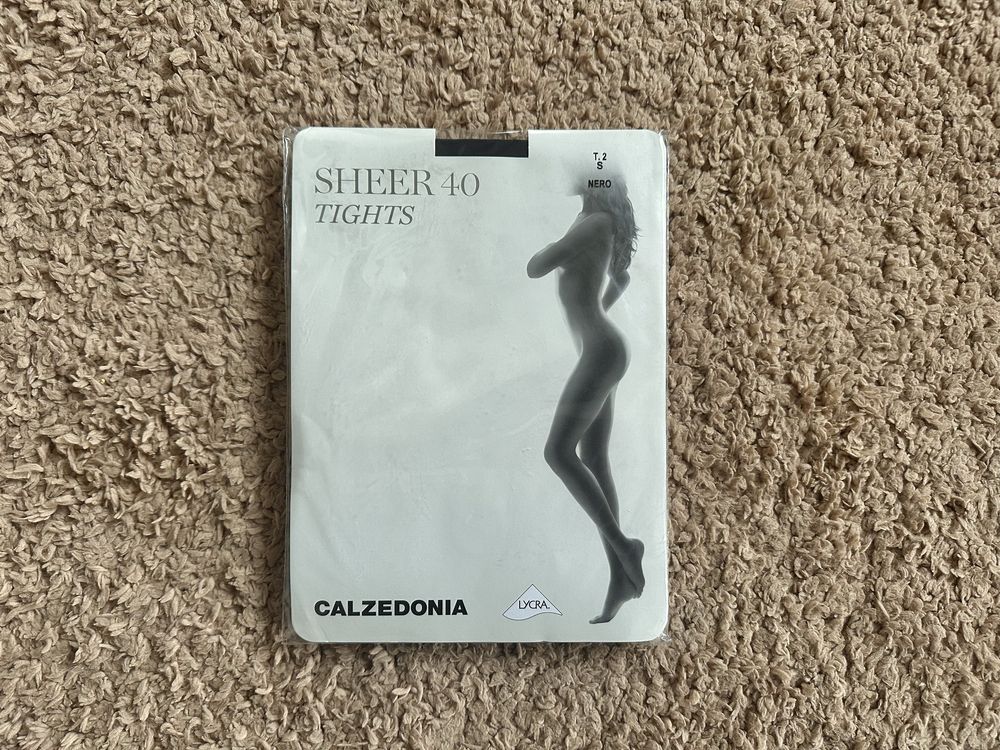 SHEER 40
TIGHTS
T. 2
S
NERO
CALZEDONIA
LYCRA.